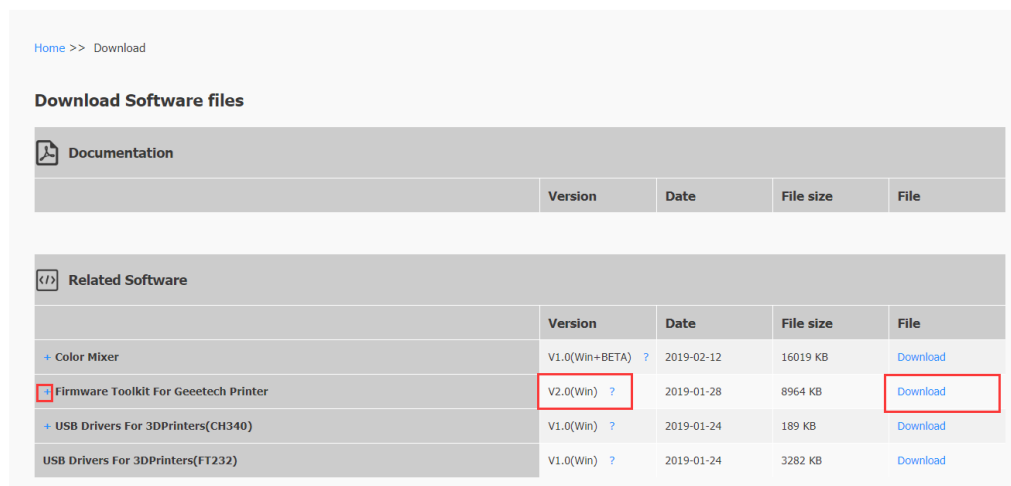 Home >> Download
Download Software files
Documentation
Version Date File size File
Related Software
Version Date File size File
+ Color Mixer V1.0(Win+BETA) ? 2019-02-12 16019 KB Download
+ Firmware Toolkit For Geeetech Printer V2.0(Win) ? 2019-01-28 8964 KB Download
+ USB Drivers For 3DPrinters(CH340) V1.0(Win) ? 2019-01-24 189 KB Download
USB Drivers For 3DPrinters(FT232) V1.0(Win) ? 2019-01-24 3282 KB Download